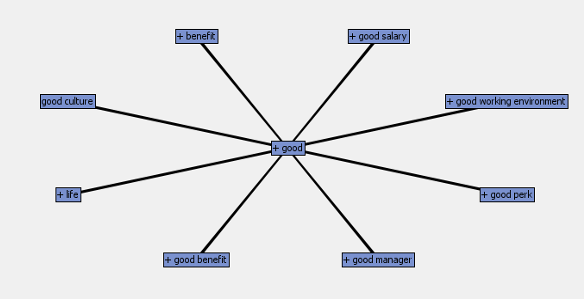 + benefit
+ good salary
good culture
+ good working environment
+ good
+ life
+ good perk
+ good benefit
+ good manager